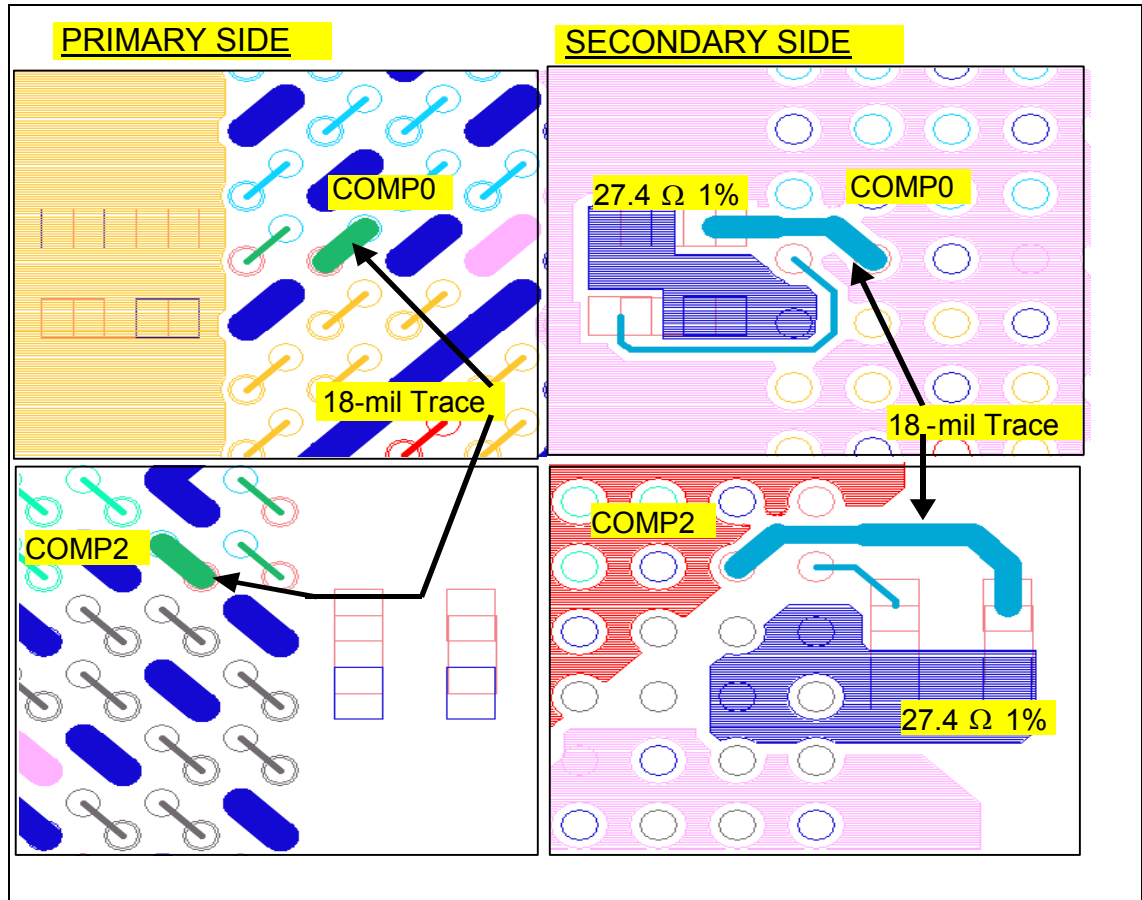 PRIMARY SIDE
SECONDARY SIDE
COMP0
27.4 Ω 1%
COMP0
18-mil Trace
18 -mil Trace
COMP2
COMP2
27.4 Ω 1%